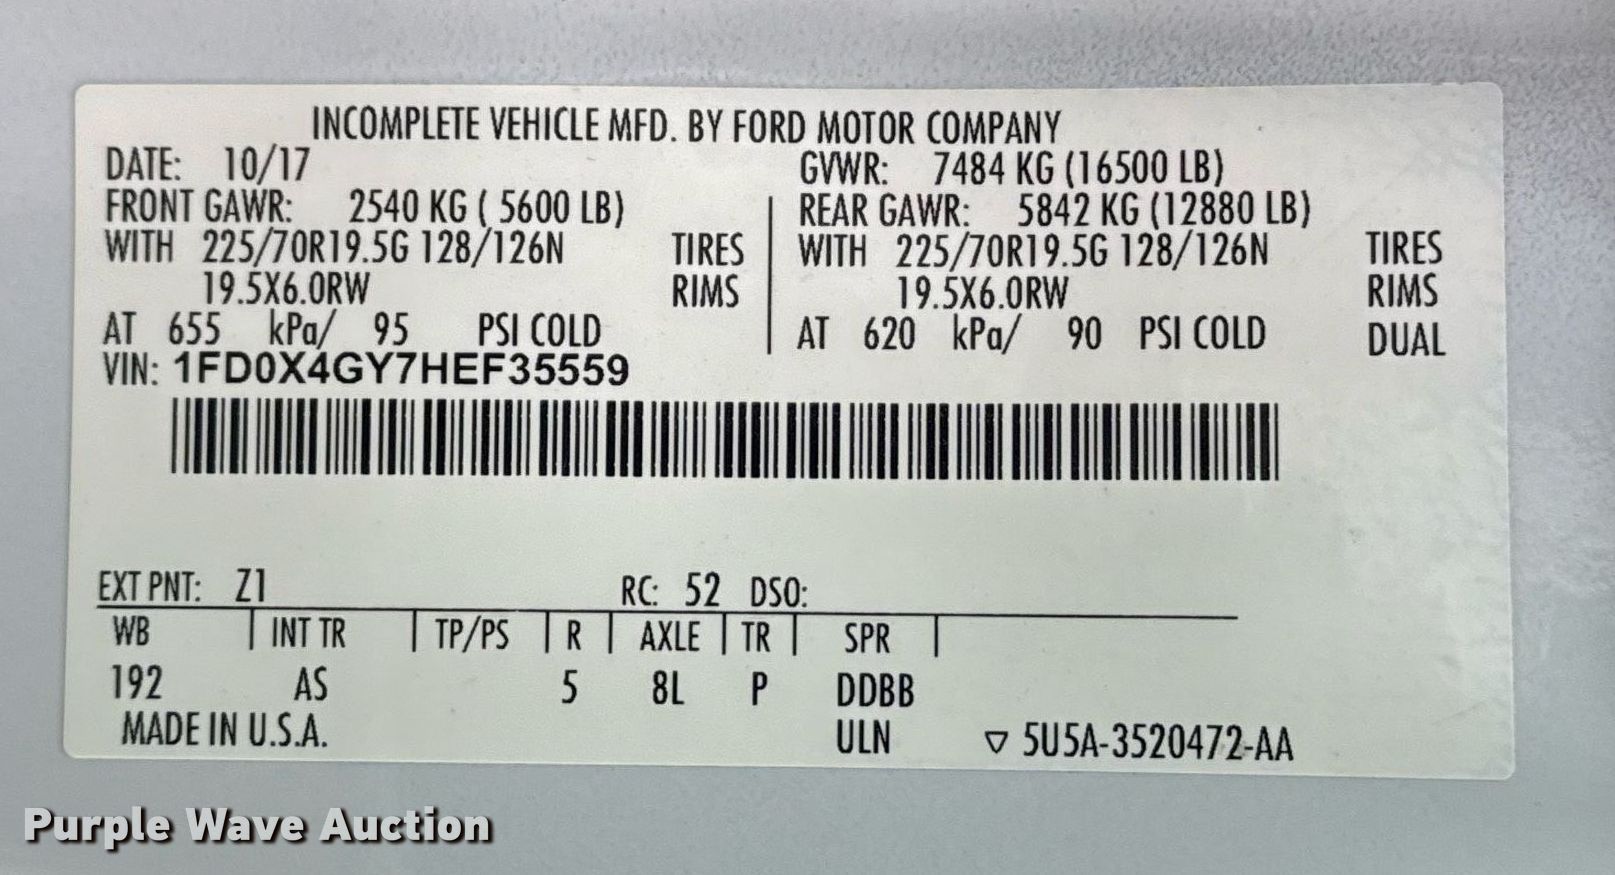 INCOMPLETE VEHICLE MFD. BY FORD MOTOR COMPANY
DATE: 10/17 GVWR: 7484 KG (16500 LB)
FRONT GAWR: 2540 KG ( 5600 LB) REAR GAWR: 5842 KG (12880 LB)
WITH 225/70R19.5G 128/126N TIRES WITH 225/70R19.5G 128/126N TIRES
19.5X6.0RW RIMS 19.5X6.0RW RIMS
AT 655 kPa/ 95 PSI COLD AT 620 kPa/ 90 PSI COLD DUAL
VIN: 1FD0X4GY7HEF35559
EXT PNT: Z1 RC: 52 DSO:
WB INT TR TP/PS R AXLE TR SPR
192 AS 5 8L P DDBB
MADE IN U.S.A. ULN ▽ 5U5A-3520472-AA
Purple Wave Auction